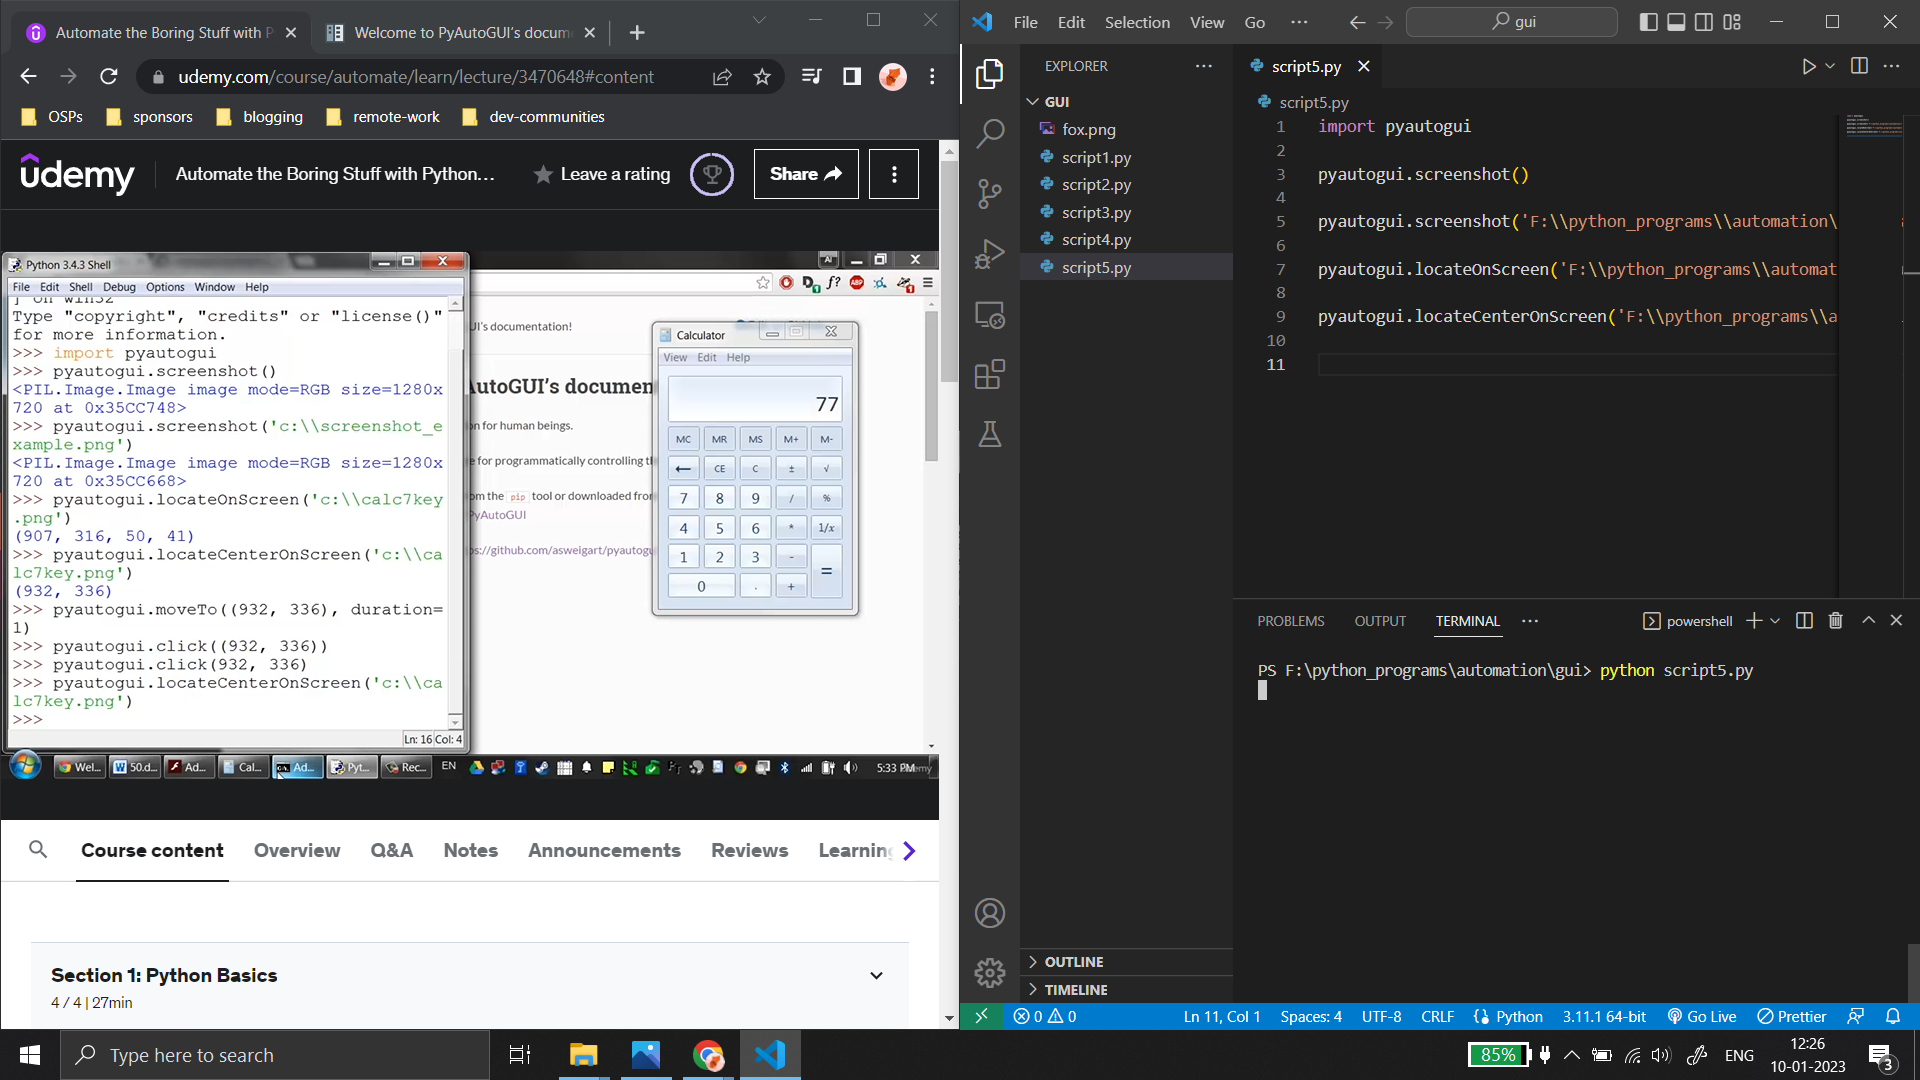 Automate the Boring Stuff with P
Welcome to PyAutoGUI's docum
udemy.com/course/automate/learn/lecture/3470648#content
OSPs
sponsors
blogging
remote-work
dev-communities
udemy
Automate the Boring Stuff with Python...
Leave a rating
Share
Python 3.4.3 Shell
File Edit Shell Debug Options Window Help
] on win32
Type "copyright", "credits" or "license()"
for more information.
>>> import pyautogui
>>> pyautogui.screenshot()
<PIL.Image.Image image mode=RGB size=1280x
720 at 0x35CC748>
>>> pyautogui.screenshot('c:\\screenshot_e
xample.png')
<PIL.Image.Image image mode=RGB size=1280x
720 at 0x35CC668>
>>> pyautogui.locateOnScreen('c:\\calc7key
.png')
(907, 316, 50, 41)
>>> pyautogui.locateCenterOnScreen('c:\\ca
lc7key.png')
(932, 336)
>>> pyautogui.moveTo((932, 336), duration=
1)
>>> pyautogui.click((932, 336))
>>> pyautogui.click(932, 336)
>>> pyautogui.locateCenterOnScreen('c:\\ca
lc7key.png')
>>>
Ln: 16 Col: 4
UI's documentation!
AutoGUI's documen
on for human beings.
e for programmatically controlling th
om the pip tool or downloaded from
PyAutoGUI
ps://github.com/asweigart/pyautogui
Calculator
View Edit Help
77
MC MR MS M+ M-
← CE C ± √
7 8 9 / %
4 5 6 * 1/x
1 2 3 - =
0 . +
Wel...
50.d...
Ad...
Cal...
Ad...
Pyt...
Rec...
EN
5:33 PM
Course content
Overview
Q&A
Notes
Announcements
Reviews
Learning
Section 1: Python Basics
4 / 4 | 27min
File Edit Selection View Go ...
gui
EXPLORER
GUI
fox.png
script1.py
script2.py
script3.py
script4.py
script5.py
OUTLINE
TIMELINE
script5.py
script5.py
1 import pyautogui
2
3 pyautogui.screenshot()
4
5 pyautogui.screenshot('F:\\python_programs\\automation\
6
7 pyautogui.locateOnScreen('F:\\python_programs\\automat
8
9 pyautogui.locateCenterOnScreen('F:\\python_programs\\a
10
11
PROBLEMS
OUTPUT
TERMINAL
powershell
PS F:\python_programs\automation\gui> python script5.py
0
0
Ln 11, Col 1
Spaces: 4
UTF-8
CRLF
Python
3.11.1 64-bit
Go Live
Prettier
Type here to search
85%
ENG
12:26
10-01-2023
3